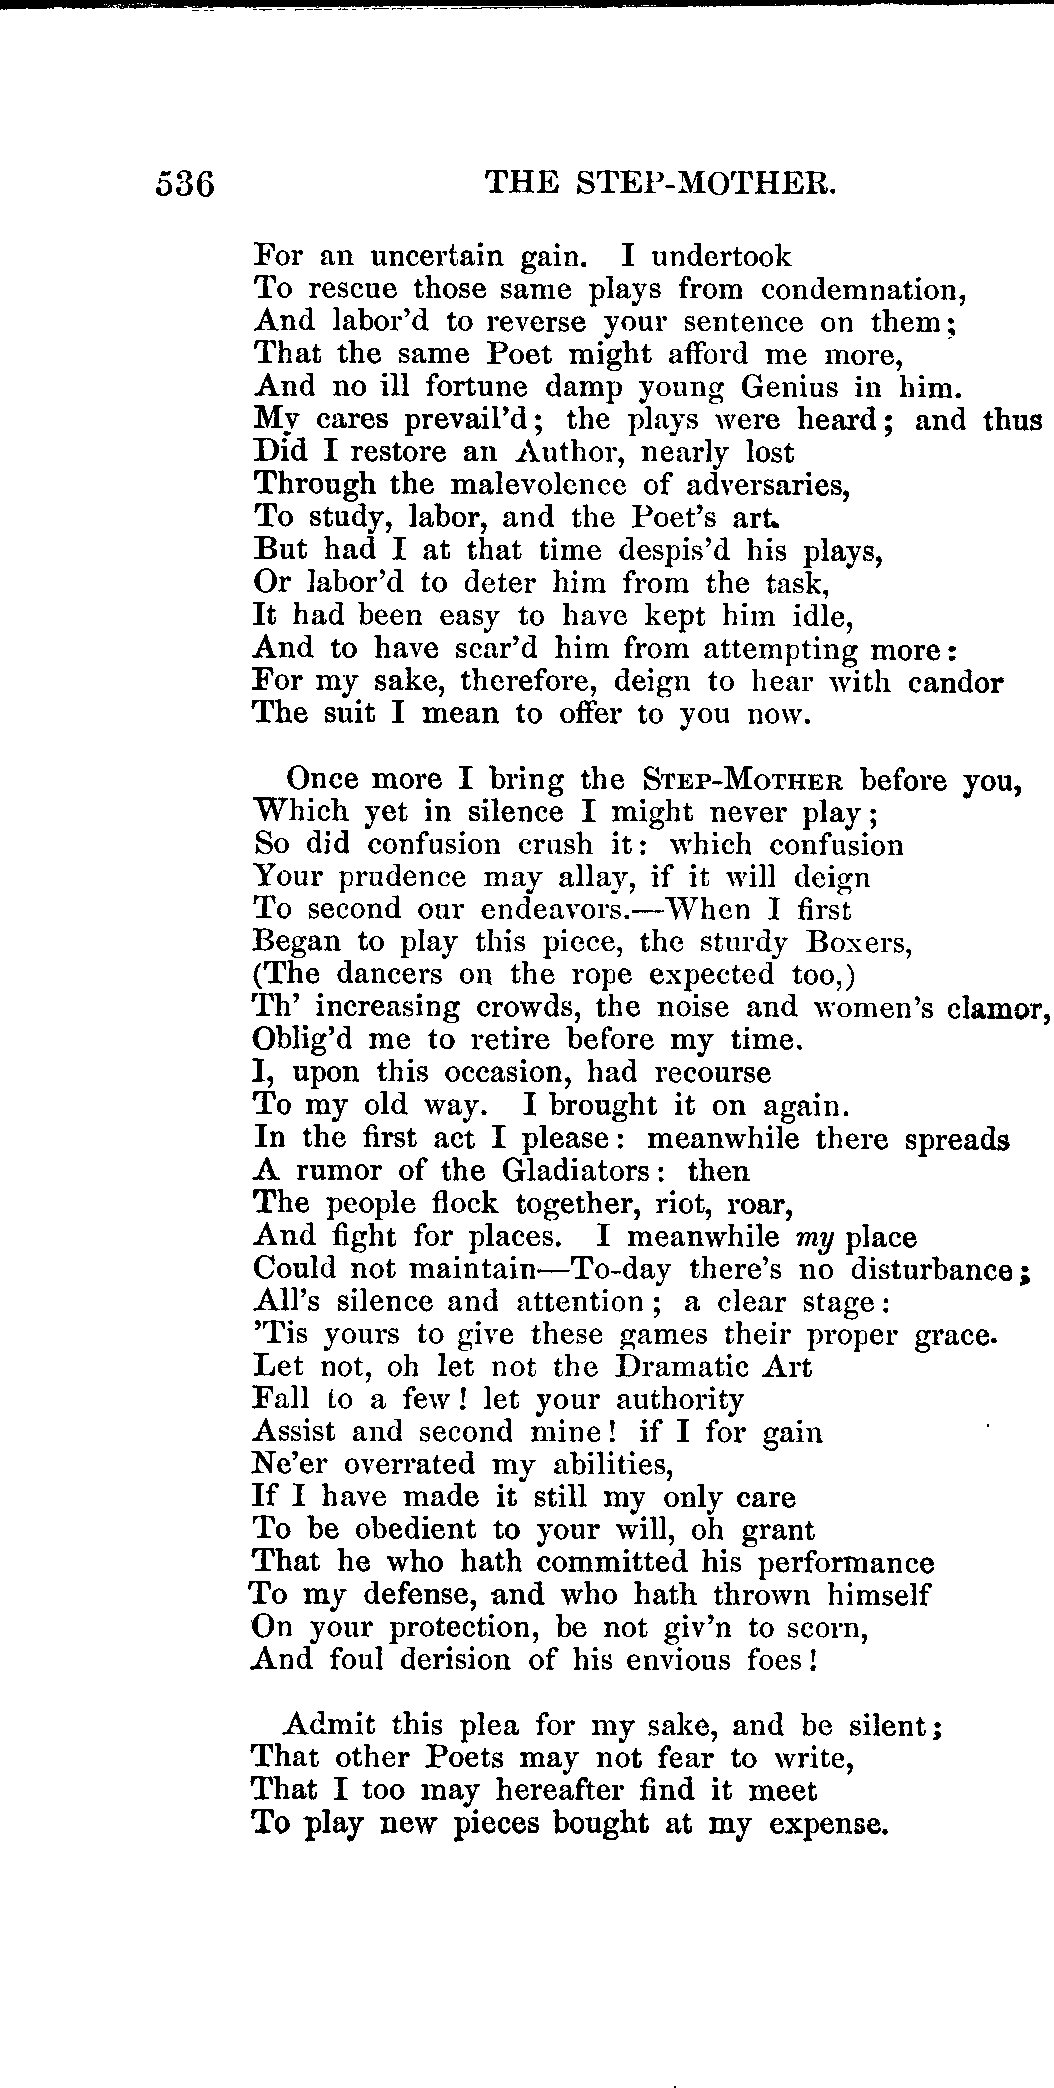 536 THE STEP-MOTHER.
For an uncertain gain. I undertook
To rescue those same plays from condemnation,
And labor'd to reverse your sentence on them;
That the same Poet might afford me more,
And no ill fortune damp young Genius in him.
My cares prevail'd; the plays were heard; and thus
Did I restore an Author, nearly lost
Through the malevolence of adversaries,
To study, labor, and the Poet's art.
But had I at that time despis'd his plays,
Or labor'd to deter him from the task,
It had been easy to have kept him idle,
And to have scar'd him from attempting more:
For my sake, therefore, deign to hear with candor
The suit I mean to offer to you now.
Once more I bring the STEP-MOTHER before you,
Which yet in silence I might never play;
So did confusion crush it: which confusion
Your prudence may allay, if it will deign
To second our endeavors.—When I first
Began to play this piece, the sturdy Boxers,
(The dancers on the rope expected too,)
Th' increasing crowds, the noise and women's clamor,
Oblig'd me to retire before my time.
I, upon this occasion, had recourse
To my old way. I brought it on again.
In the first act I please: meanwhile there spreads
A rumor of the Gladiators: then
The people flock together, riot, roar,
And fight for places. I meanwhile my place
Could not maintain—To-day there's no disturbance;
All's silence and attention; a clear stage:
'Tis yours to give these games their proper grace.
Let not, oh let not the Dramatic Art
Fall to a few! let your authority
Assist and second mine! if I for gain
Ne'er overrated my abilities,
If I have made it still my only care
To be obedient to your will, oh grant
That he who hath committed his performance
To my defense, and who hath thrown himself
On your protection, be not giv'n to scorn,
And foul derision of his envious foes!
Admit this plea for my sake, and be silent;
That other Poets may not fear to write,
That I too may hereafter find it meet
To play new pieces bought at my expense.